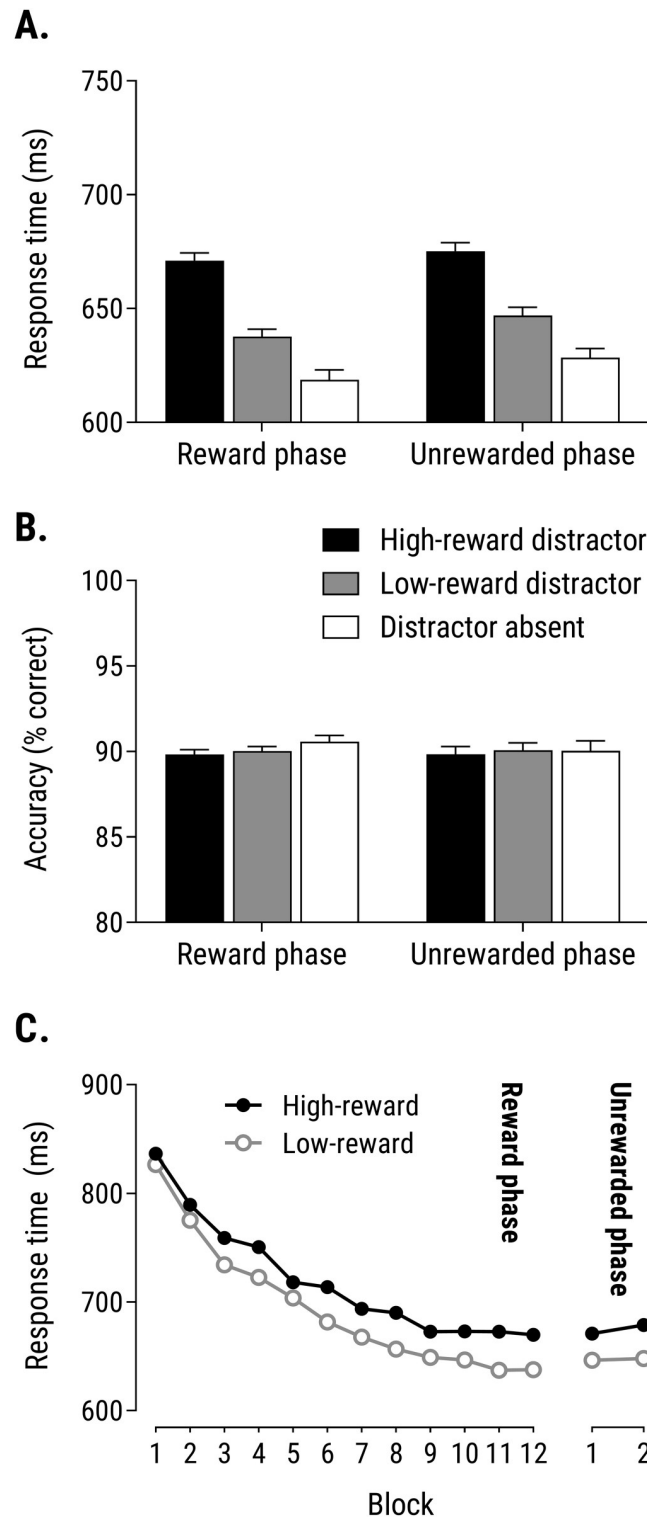 A.
Response time (ms)
750
700
650
600
Reward phase
Unrewarded phase
B.
High-reward distractor
Low-reward distractor
Distractor absent
Accuracy (% correct)
100
95
90
85
80
Reward phase
Unrewarded phase
C.
Response time (ms)
900
800
700
600
High-reward
Low-reward
Reward phase
Unrewarded phase
1 2 3 4 5 6 7 8 9 10 11 12 1 2
Block